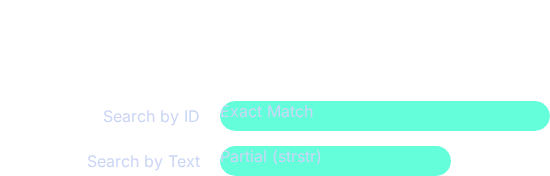 Search by ID
Exact Match
Search by Text
Partial (strstr)